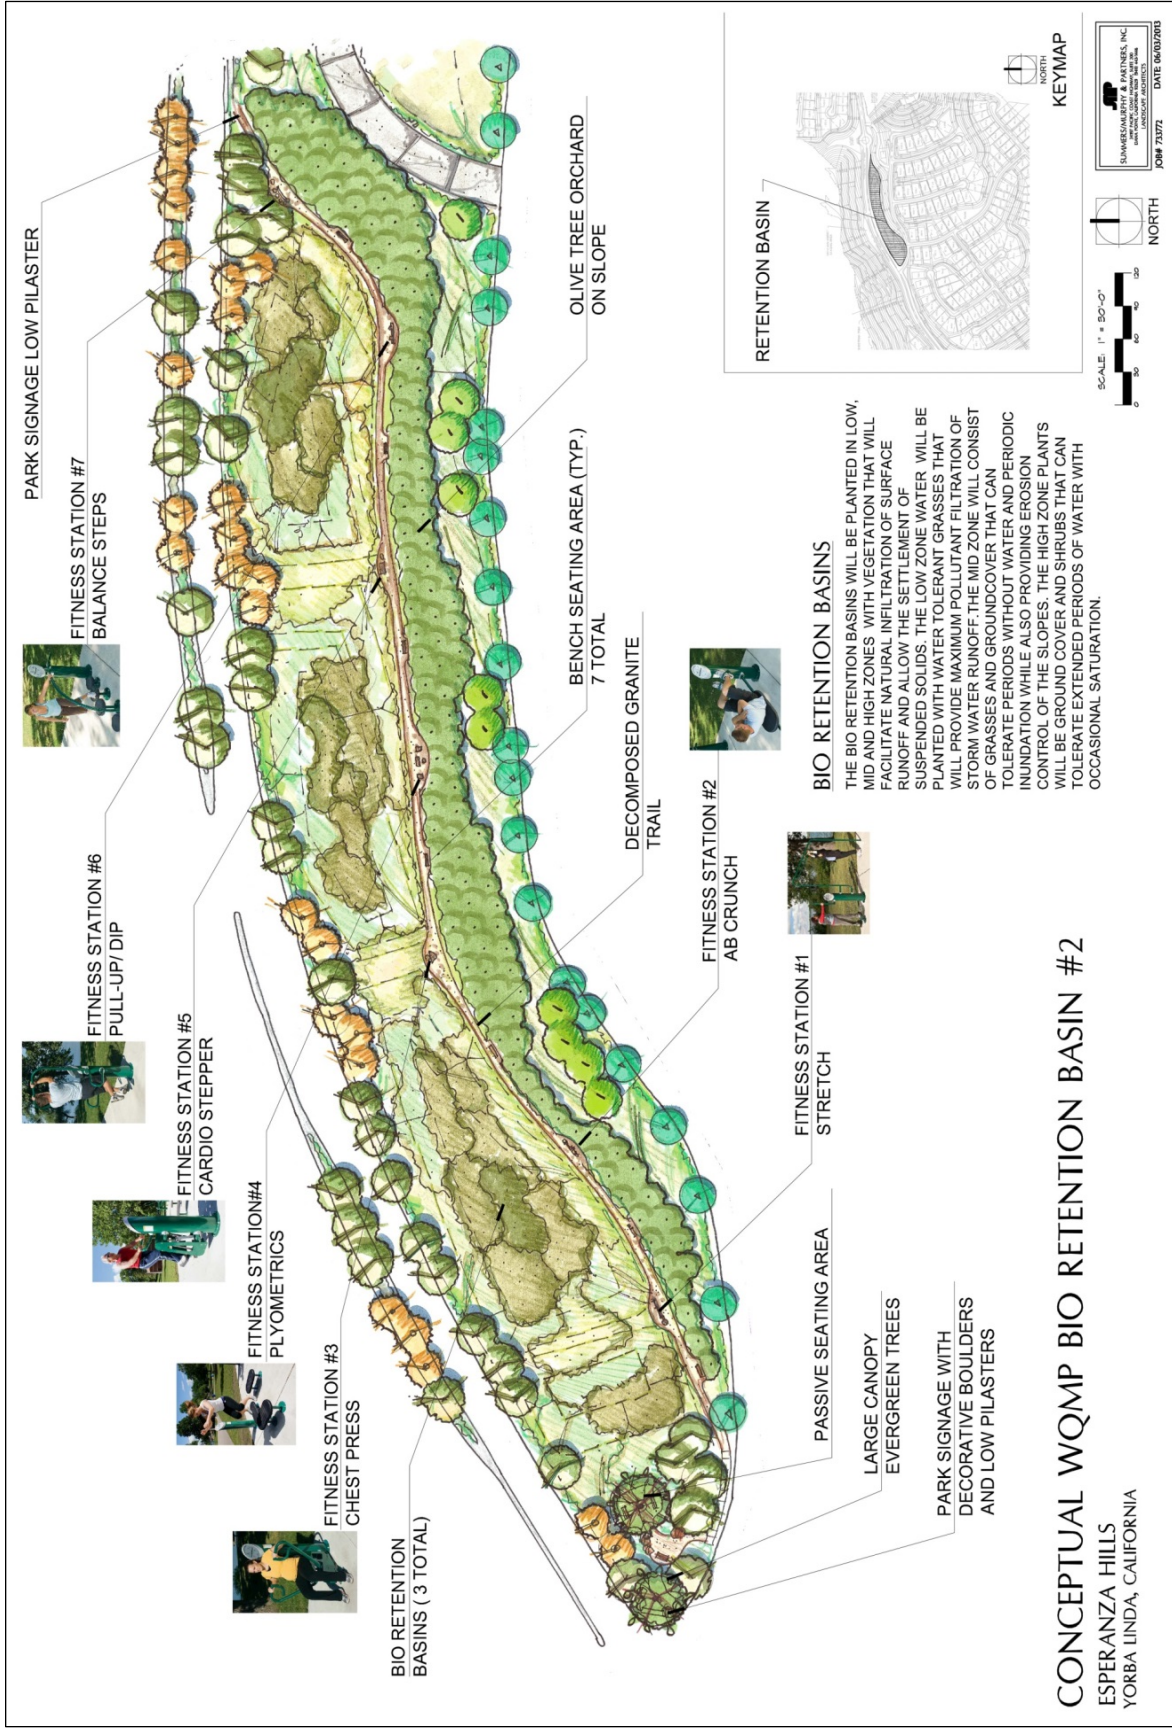 PARK SIGNAGE LOW PILASTER
FITNESS STATION #7
BALANCE STEPS
FITNESS STATION #6
PULL-UP/ DIP
FITNESS STATION #5
CARDIO STEPPER
FITNESS STATION#4
PLYOMETRICS
FITNESS STATION #3
CHEST PRESS
BIO RETENTION
BASINS ( 3 TOTAL)
OLIVE TREE ORCHARD
ON SLOPE
BENCH SEATING AREA (TYP.)
7 TOTAL
DECOMPOSED GRANITE
TRAIL
FITNESS STATION #2
AB CRUNCH
FITNESS STATION #1
STRETCH
PASSIVE SEATING AREA
LARGE CANOPY
EVERGREEN TREES
PARK SIGNAGE WITH
DECORATIVE BOULDERS
AND LOW PILASTERS
RETENTION BASIN
NORTH
KEYMAP
BIO RETENTION BASINS
THE BIO RETENTION BASINS WILL BE PLANTED IN LOW,
MID AND HIGH ZONES WITH VEGETATION THAT WILL
FACILITATE NATURAL INFILTRATION OF SURFACE
RUNOFF AND ALLOW THE SETTLEMENT OF
SUSPENDED SOLIDS. THE LOW ZONE WATER WILL BE
PLANTED WITH WATER TOLERANT GRASSES THAT
WILL PROVIDE MAXIMUM POLLUTANT FILTRATION OF
STORM WATER RUNOFF. THE MID ZONE WILL CONSIST
OF GRASSES AND GROUNDCOVER THAT CAN
TOLERATE PERIODS WITHOUT WATER AND PERIODIC
INUNDATION WHILE ALSO PROVIDING EROSION
CONTROL OF THE SLOPES. THE HIGH ZONE PLANTS
WILL BE GROUND COVER AND SHRUBS THAT CAN
TOLERATE EXTENDED PERIODS OF WATER WITH
OCCASIONAL SATURATION.
CONCEPTUAL WQMP BIO RETENTION BASIN #2
ESPERANZA HILLS
YORBA LINDA, CALIFORNIA
SCALE: 1" = 30'-0"
0 30 60 90 120
NORTH
SUMMERS/MURPHY & PARTNERS, INC.
LANDSCAPE ARCHITECTS
JOB# 733772 DATE: 06/03/2013